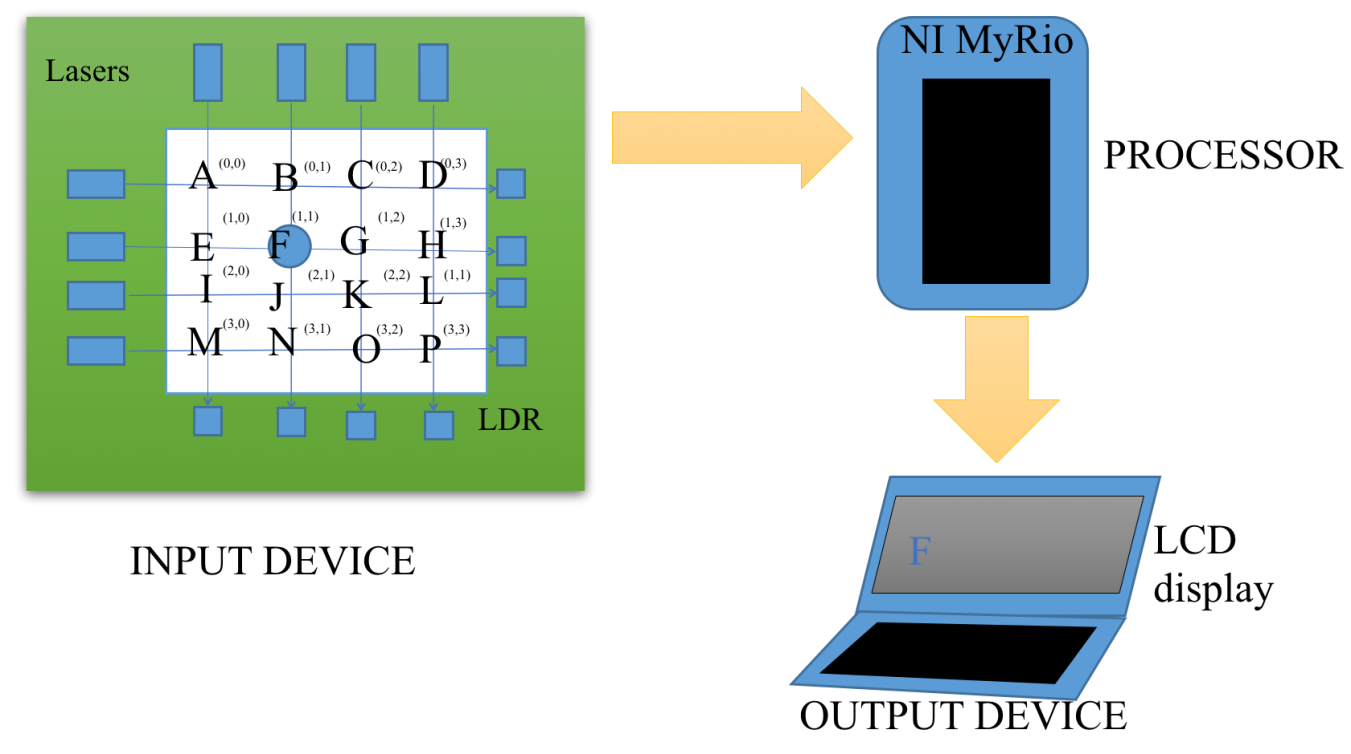 Lasers
A (0,0) B (0,1) C (0,2) D (0,3)
E (1,0) F (1,1) G (1,2) H (1,3)
I (2,0) J (2,1) K (2,2) L (1,1)
M (3,0) N (3,1) O (3,2) P (3,3)
LDR
INPUT DEVICE
NI MyRio
PROCESSOR
F
LCD
display
OUTPUT DEVICE